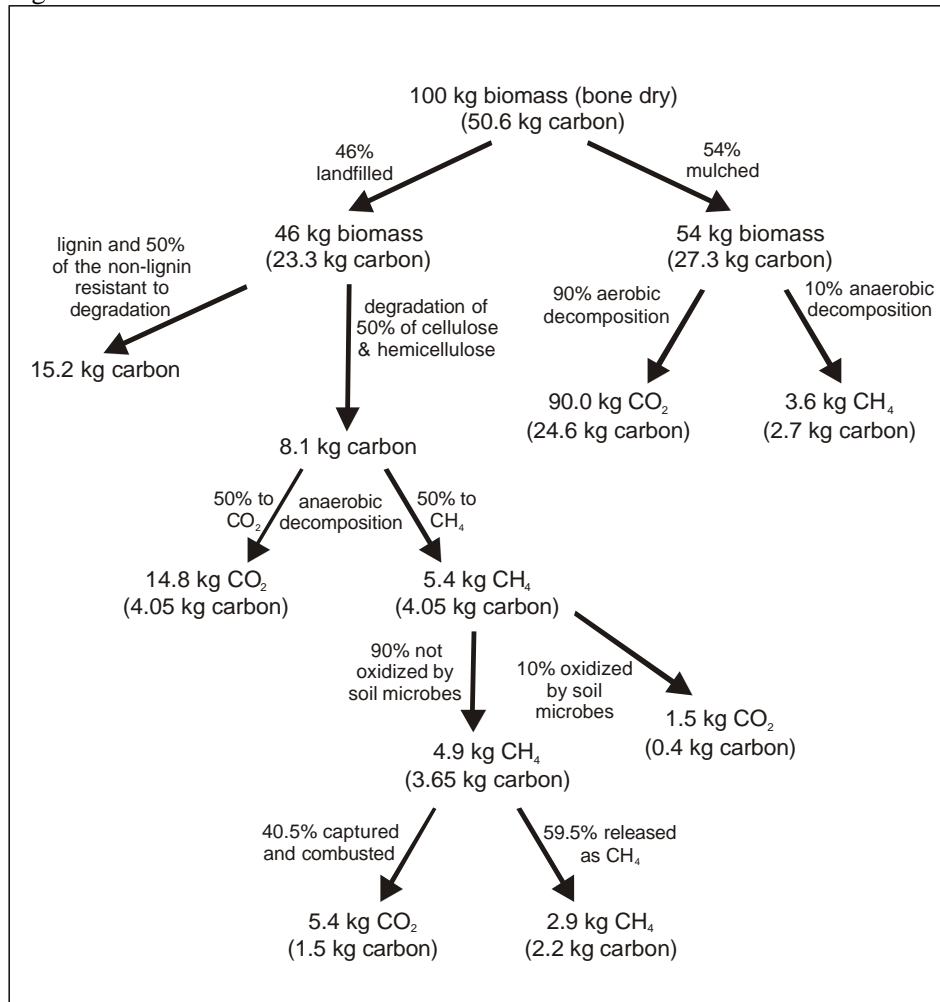 100 kg biomass (bone dry)
(50.6 kg carbon)
46%
landfilled
54%
mulched
46 kg biomass
(23.3 kg carbon)
54 kg biomass
(27.3 kg carbon)
lignin and 50%
of the non-lignin
resistant to
degradation
degradation of
50% of cellulose
& hemicellulose
90% aerobic
decomposition
10% anaerobic
decomposition
15.2 kg carbon
90.0 kg CO₂
(24.6 kg carbon)
3.6 kg CH₄
(2.7 kg carbon)
8.1 kg carbon
50% to
CO₂
anaerobic
decomposition
50% to
CH₄
14.8 kg CO₂
(4.05 kg carbon)
5.4 kg CH₄
(4.05 kg carbon)
90% not
oxidized by
soil microbes
10% oxidized
by soil
microbes
1.5 kg CO₂
(0.4 kg carbon)
4.9 kg CH₄
(3.65 kg carbon)
40.5% captured
and combusted
59.5% released
as CH₄
5.4 kg CO₂
(1.5 kg carbon)
2.9 kg CH₄
(2.2 kg carbon)